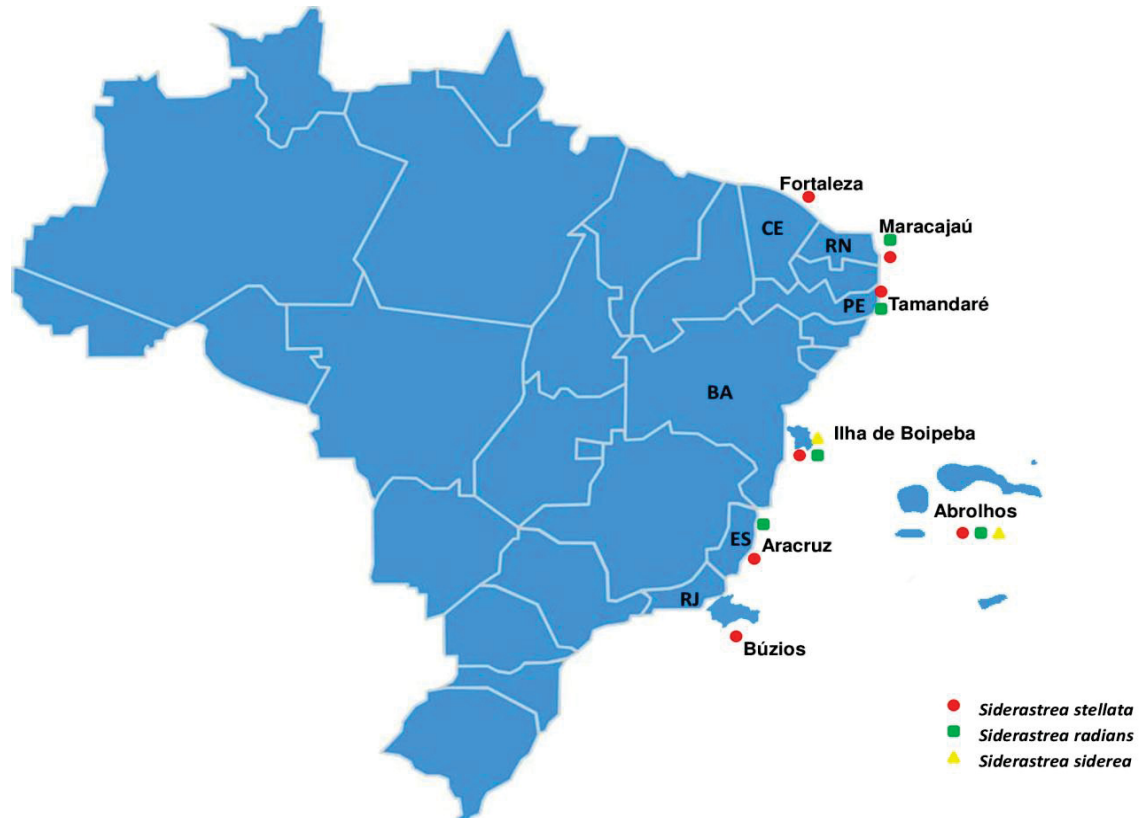 Fortaleza
CE
Maracajaú
RN
PE
Tamandaré
BA
Ilha de Boipeba
Abrolhos
ES
Aracruz
RJ
Búzios
Siderastrea stellata
Siderastrea radians
Siderastrea siderea